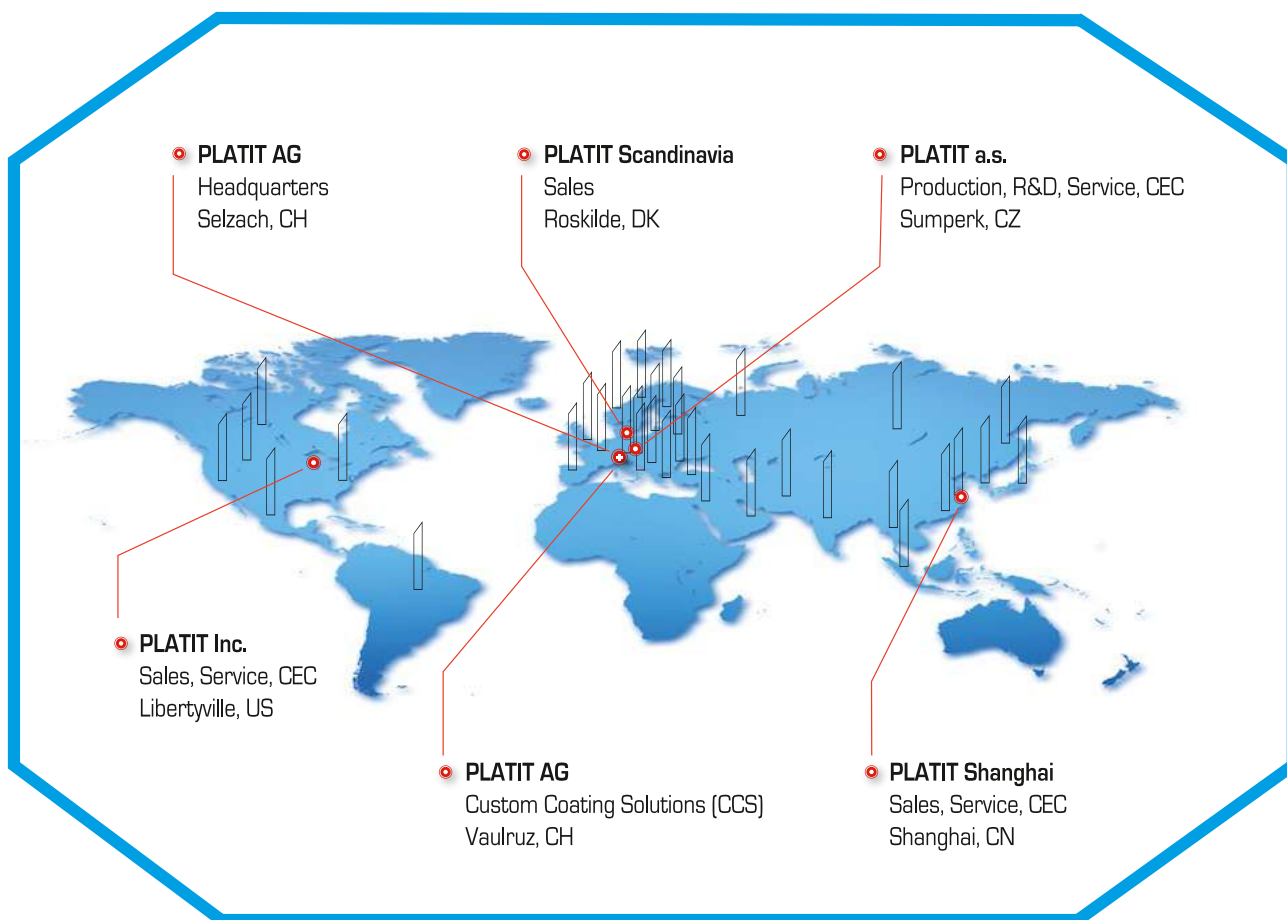 PLATIT AG
Headquarters
Selzach, CH
PLATIT Scandinavia
Sales
Roskilde, DK
PLATIT a.s.
Production, R&D, Service, CEC
Sumperk, CZ
PLATIT Inc.
Sales, Service, CEC
Libertyville, US
PLATIT AG
Custom Coating Solutions (CCS)
Vaulruz, CH
PLATIT Shanghai
Sales, Service, CEC
Shanghai, CN